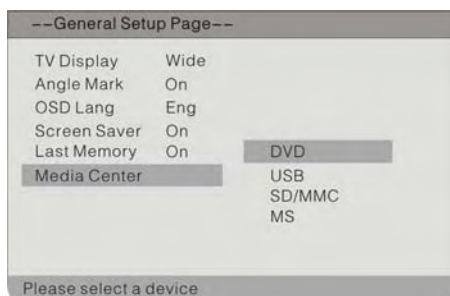 --General Setup Page--
TV Display Wide
Angle Mark On
OSD Lang Eng
Screen Saver On
Last Memory On DVD
Media Center USB
SD/MMC
MS
Please select a device